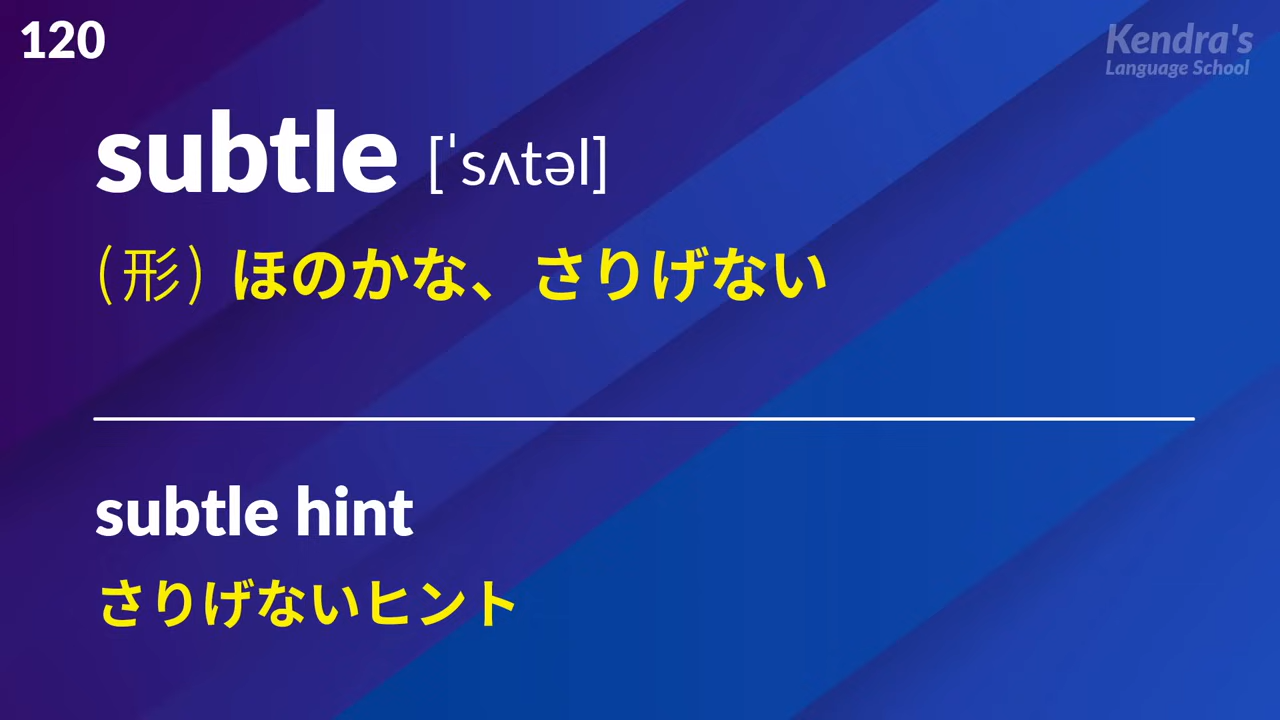 120
Kendra's
Language School
subtle [ˈsʌtəl]
(形) ほのかな、さりげない
subtle hint
さりげないヒント